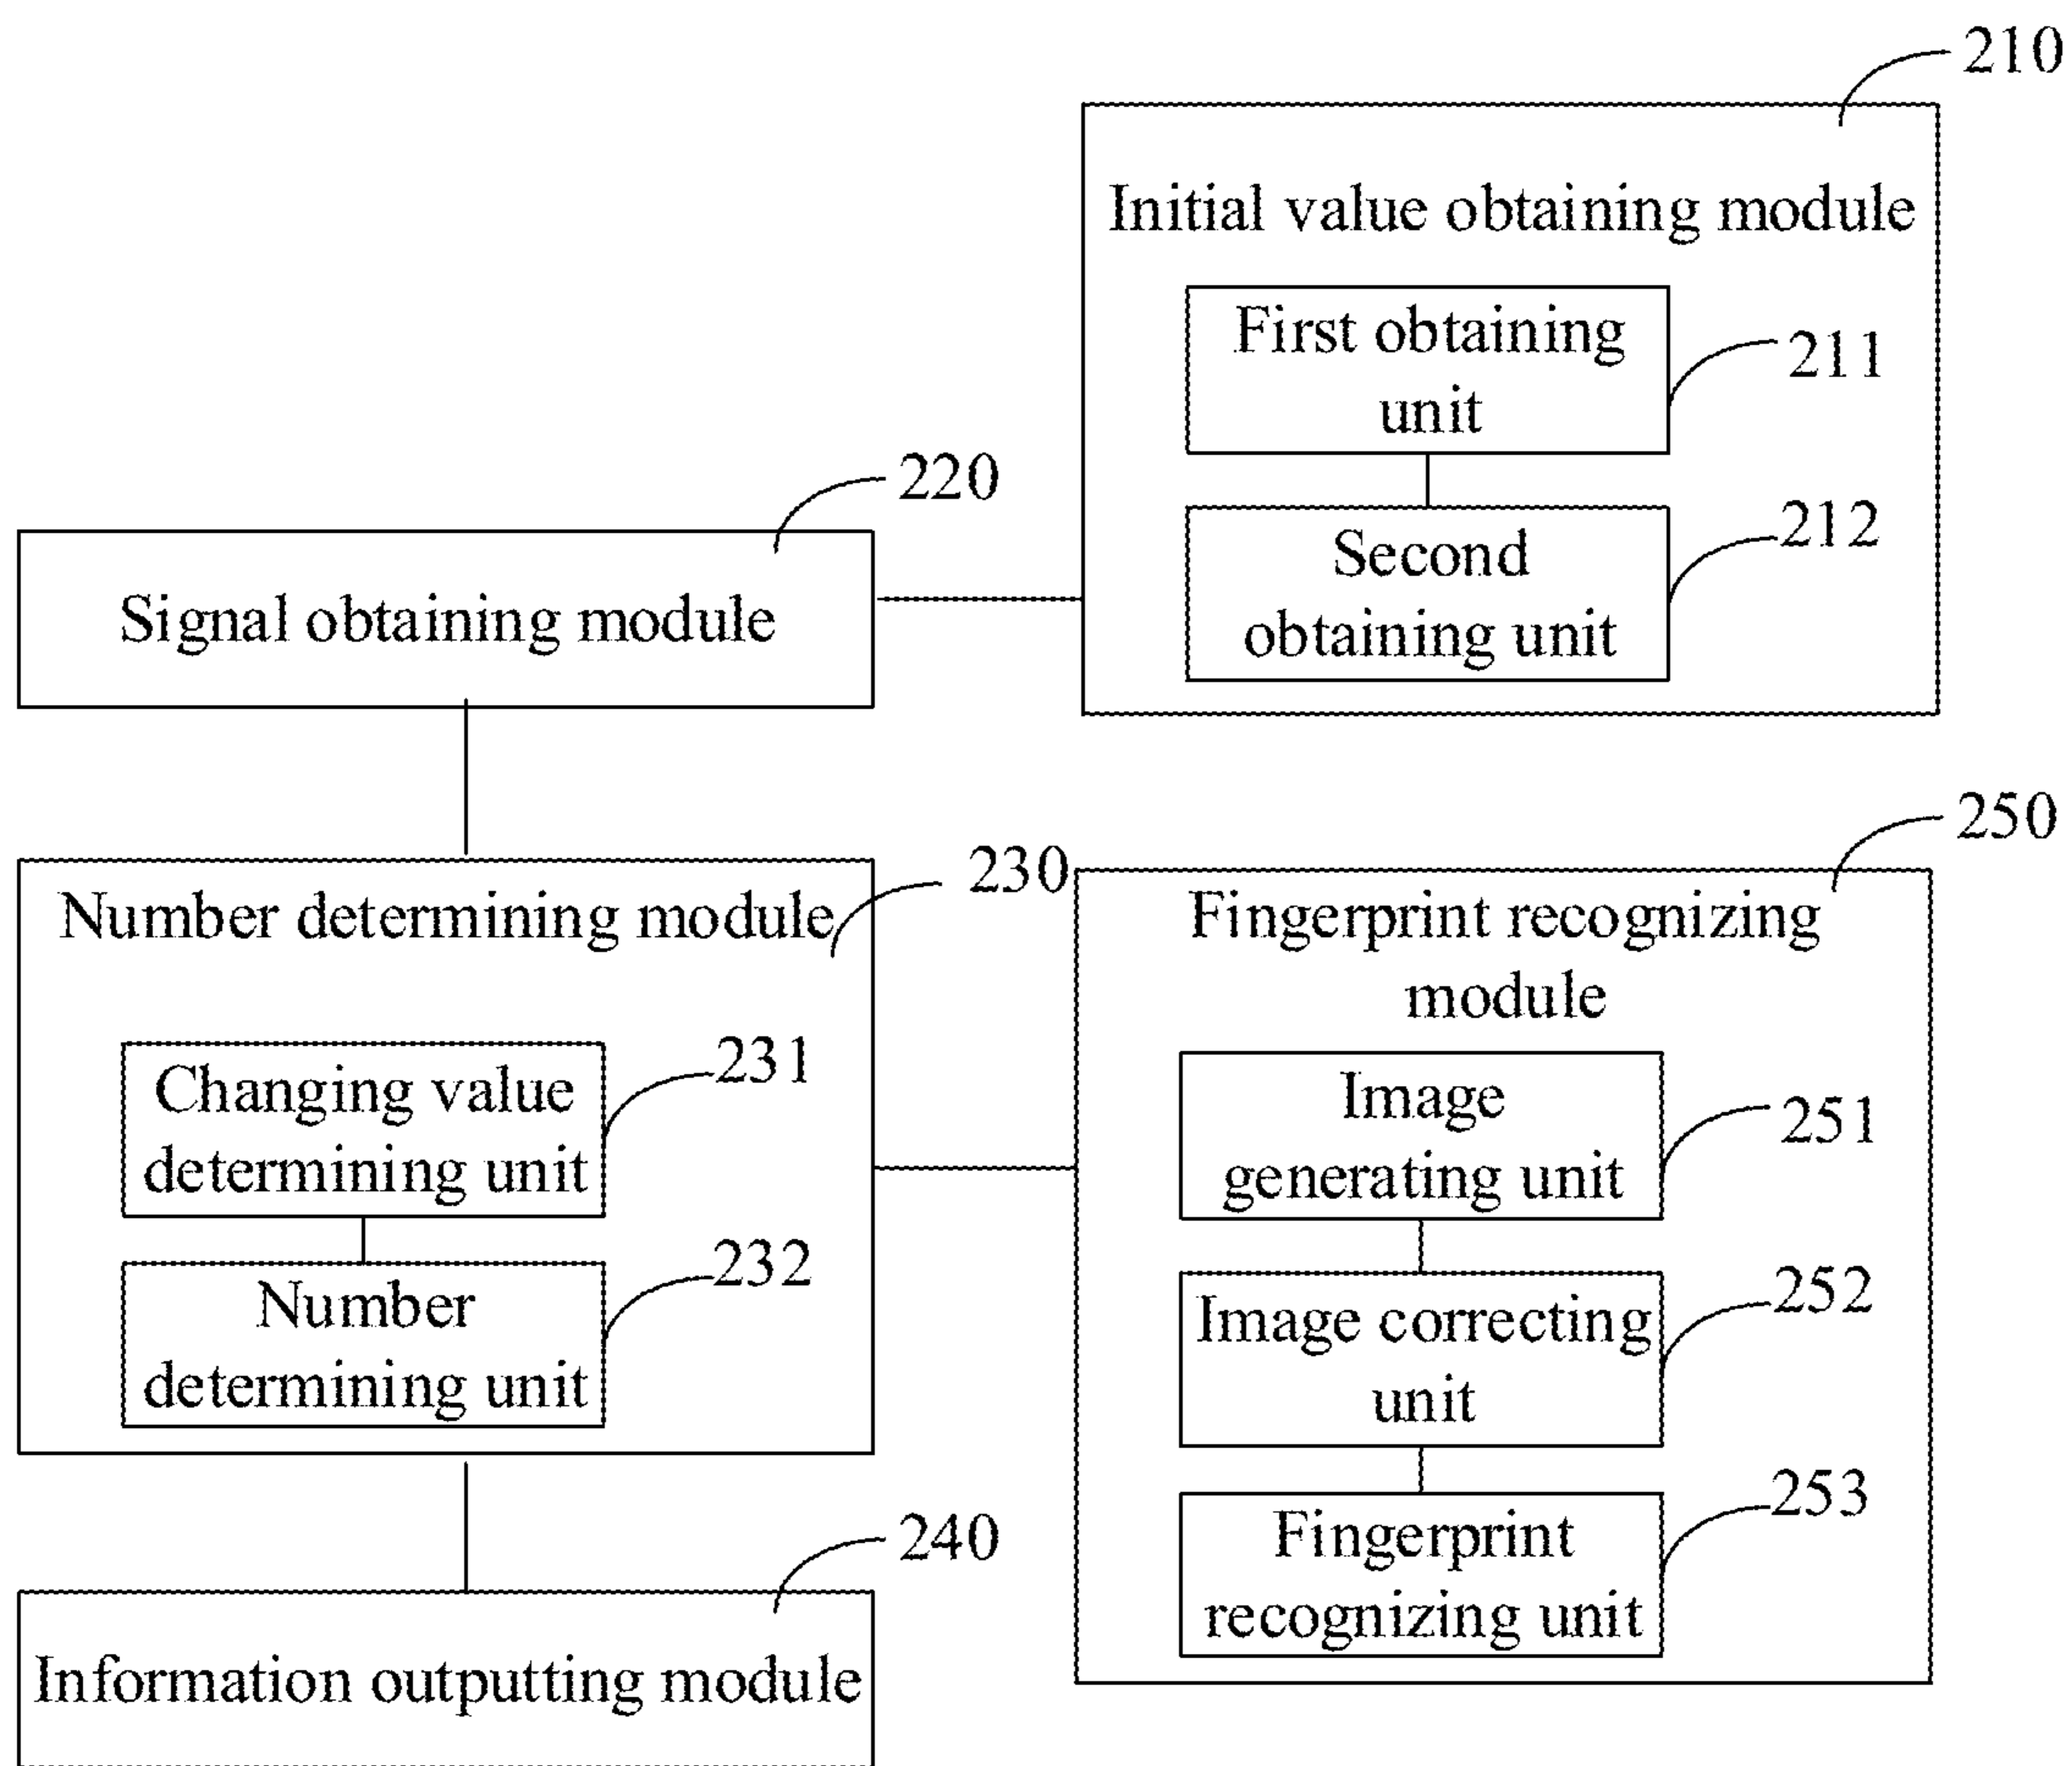 210
Initial value obtaining module
First obtaining
unit
211
Second
obtaining unit
212
220
Signal obtaining module
230
Number determining module
Changing value
determining unit
231
Number
determining unit
232
250
Fingerprint recognizing
module
Image
generating unit
251
Image correcting
unit
252
Fingerprint
recognizing unit
253
240
Information outputting module